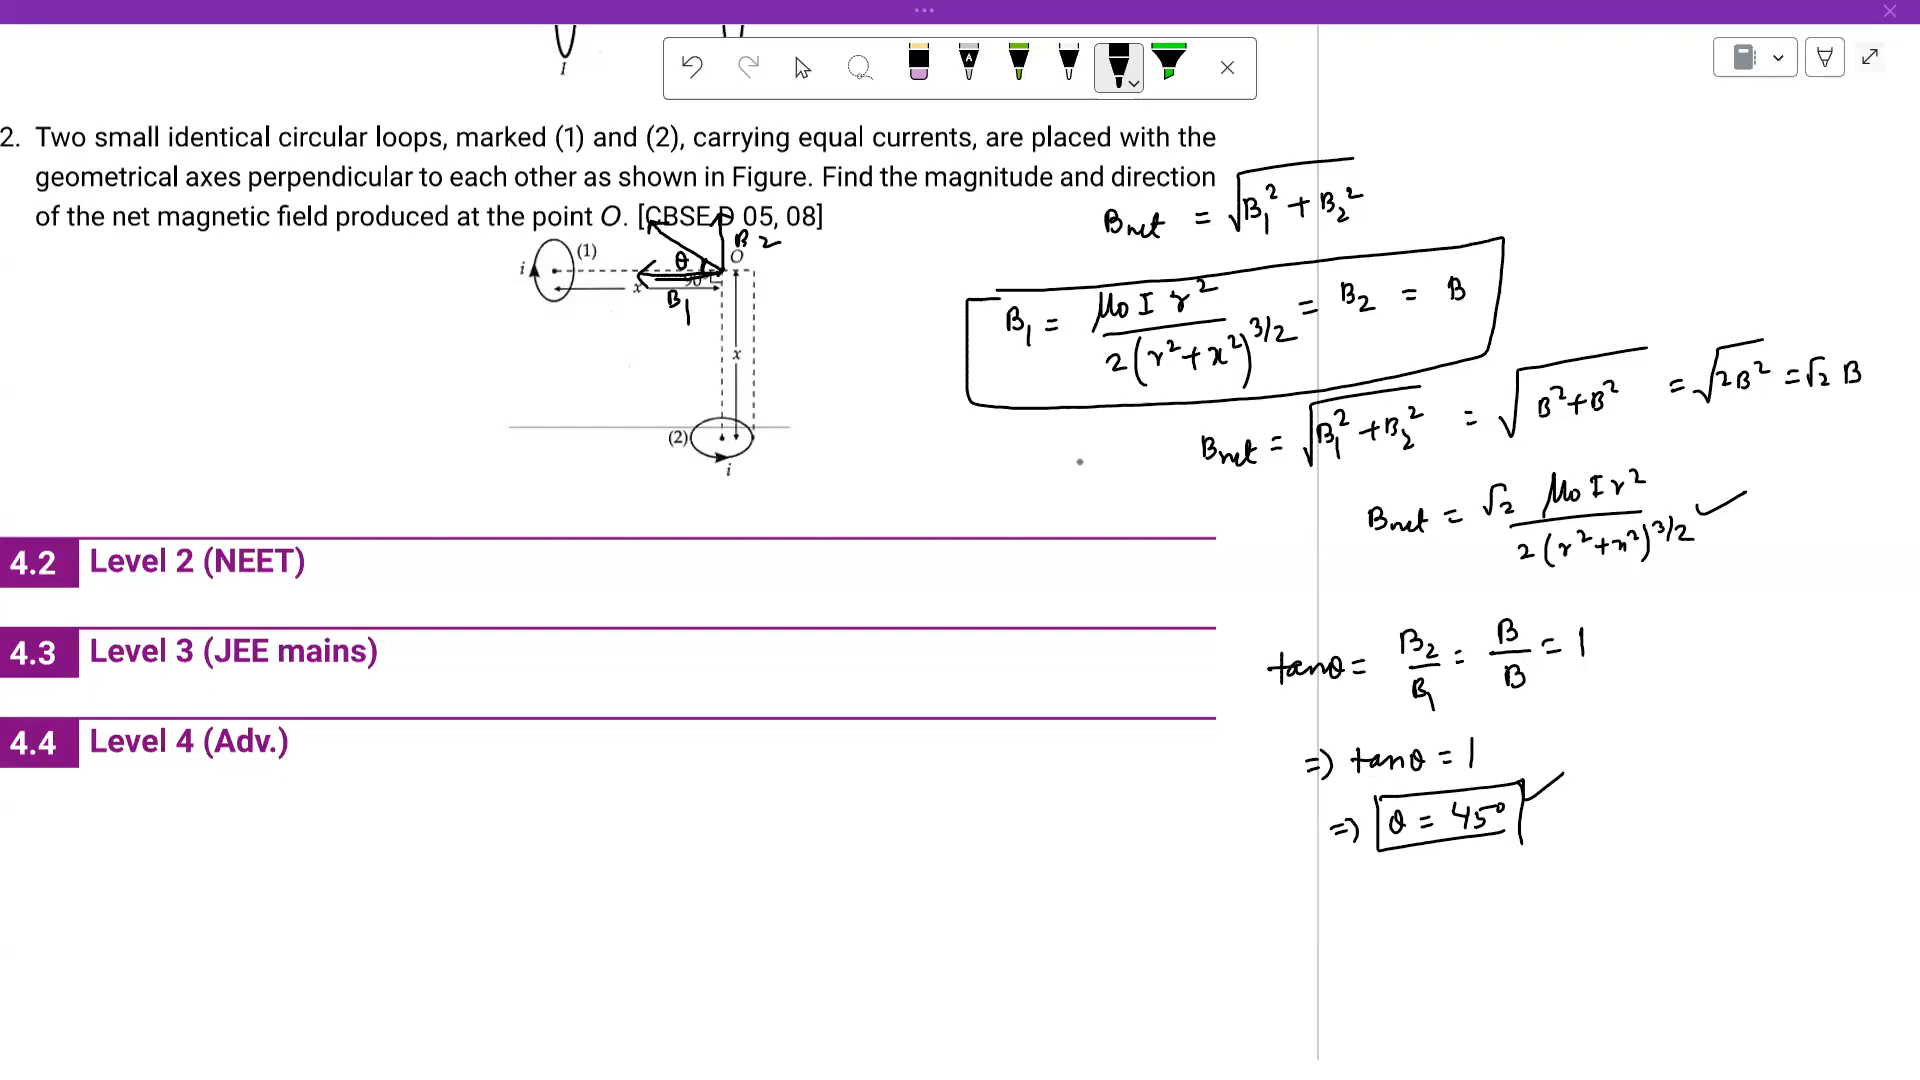 I
A
2. Two small identical circular loops, marked (1) and (2), carrying equal currents, are placed with the
geometrical axes perpendicular to each other as shown in Figure. Find the magnitude and direction
of the net magnetic field produced at the point O. [CBSE D 05, 08]
(1)
i
x
90°
O
x
(2)
i
B2
θ
B₁
Bnet = √B₁² + B₂²
B₁ = μ₀ I r² / 2(r²+x²)^3/2 = B₂ = B
Bnet = √B₁² + B₂² = √B²+B² = √2B² = √2 B
Bnet = √2 μ₀ I r² / 2(r²+x²)^3/2
tanθ = B₂/B₁ = B/B = 1
=> tanθ = 1
=> θ = 45°
4.2 Level 2 (NEET)
4.3 Level 3 (JEE mains)
4.4 Level 4 (Adv.)